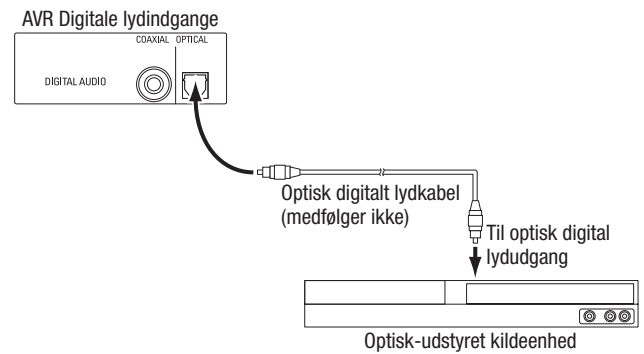 AVR Digitale lydindgange
COAXIAL OPTICAL
DIGITAL AUDIO
Optisk digitalt lydkabel
(medfølger ikke)
Til optisk digital
lydudgang
Optisk-udstyret kildeenhed